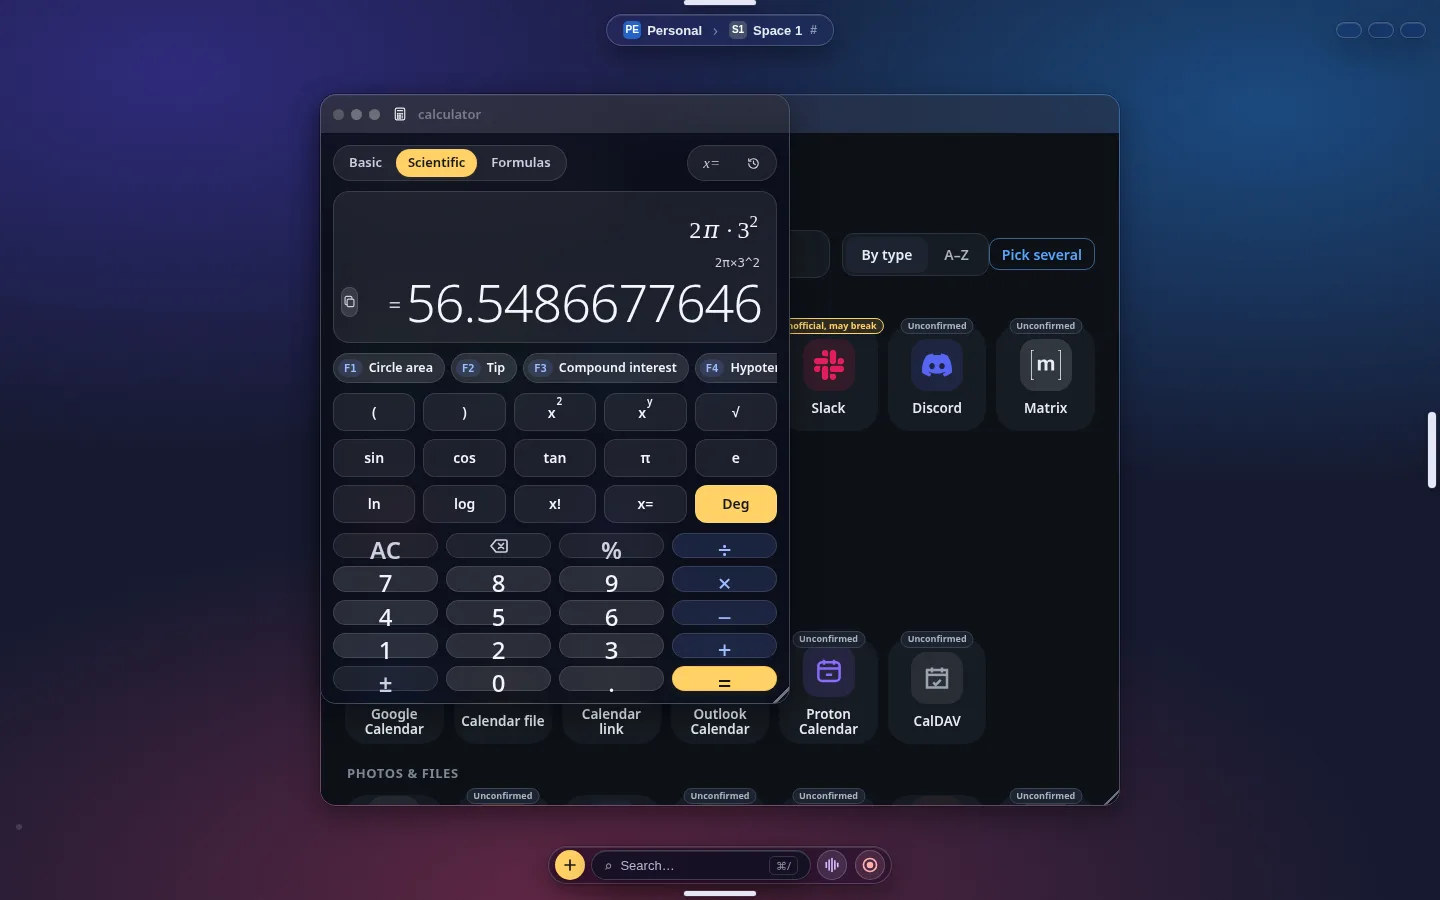 PE Personal › S1 Space 1 #
calculator
Basic Scientific Formulas x=
2π · 3²
2π×3^2
= 56.5486677646
F1 Circle area F2 Tip F3 Compound interest F4
( ) x² xʸ √
sin cos tan π e
ln log x! x= Deg
AC % ÷
7 8 9 ×
4 5 6 −
1 2 3 +
± 0 . =
By type A–Z Pick several
may break Unconfirmed Unconfirmed
Slack Discord Matrix
Unconfirmed Unconfirmed
Google Calendar
Calendar file
Calendar link
Outlook Calendar
Proton Calendar
CalDAV
PHOTOS & FILES
Unconfirmed Unconfirmed Unconfirmed Unconfirmed
+ Search… ⌘/